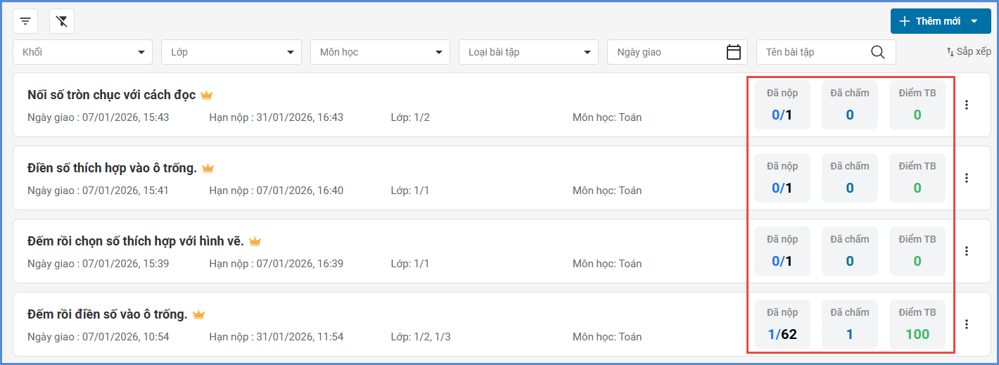 Thêm mới
Khối Lớp Môn học Loại bài tập Ngày giao Tên bài tập Sắp xếp
Nối số tròn chục với cách đọc
Ngày giao : 07/01/2026, 15:43 Hạn nộp : 31/01/2026, 16:43 Lớp: 1/2 Môn học: Toán
Đã nộp Đã chấm Điểm TB
0/1 0 0
Điền số thích hợp vào ô trống.
Ngày giao : 07/01/2026, 15:41 Hạn nộp : 07/01/2026, 16:40 Lớp: 1/1 Môn học: Toán
Đã nộp Đã chấm Điểm TB
0/1 0 0
Đếm rồi chọn số thích hợp với hình vẽ.
Ngày giao : 07/01/2026, 15:39 Hạn nộp : 07/01/2026, 16:39 Lớp: 1/1 Môn học: Toán
Đã nộp Đã chấm Điểm TB
0/1 0 0
Đếm rồi điền số vào ô trống.
Ngày giao : 07/01/2026, 10:54 Hạn nộp : 31/01/2026, 11:54 Lớp: 1/2, 1/3 Môn học: Toán
Đã nộp Đã chấm Điểm TB
1/62 1 100